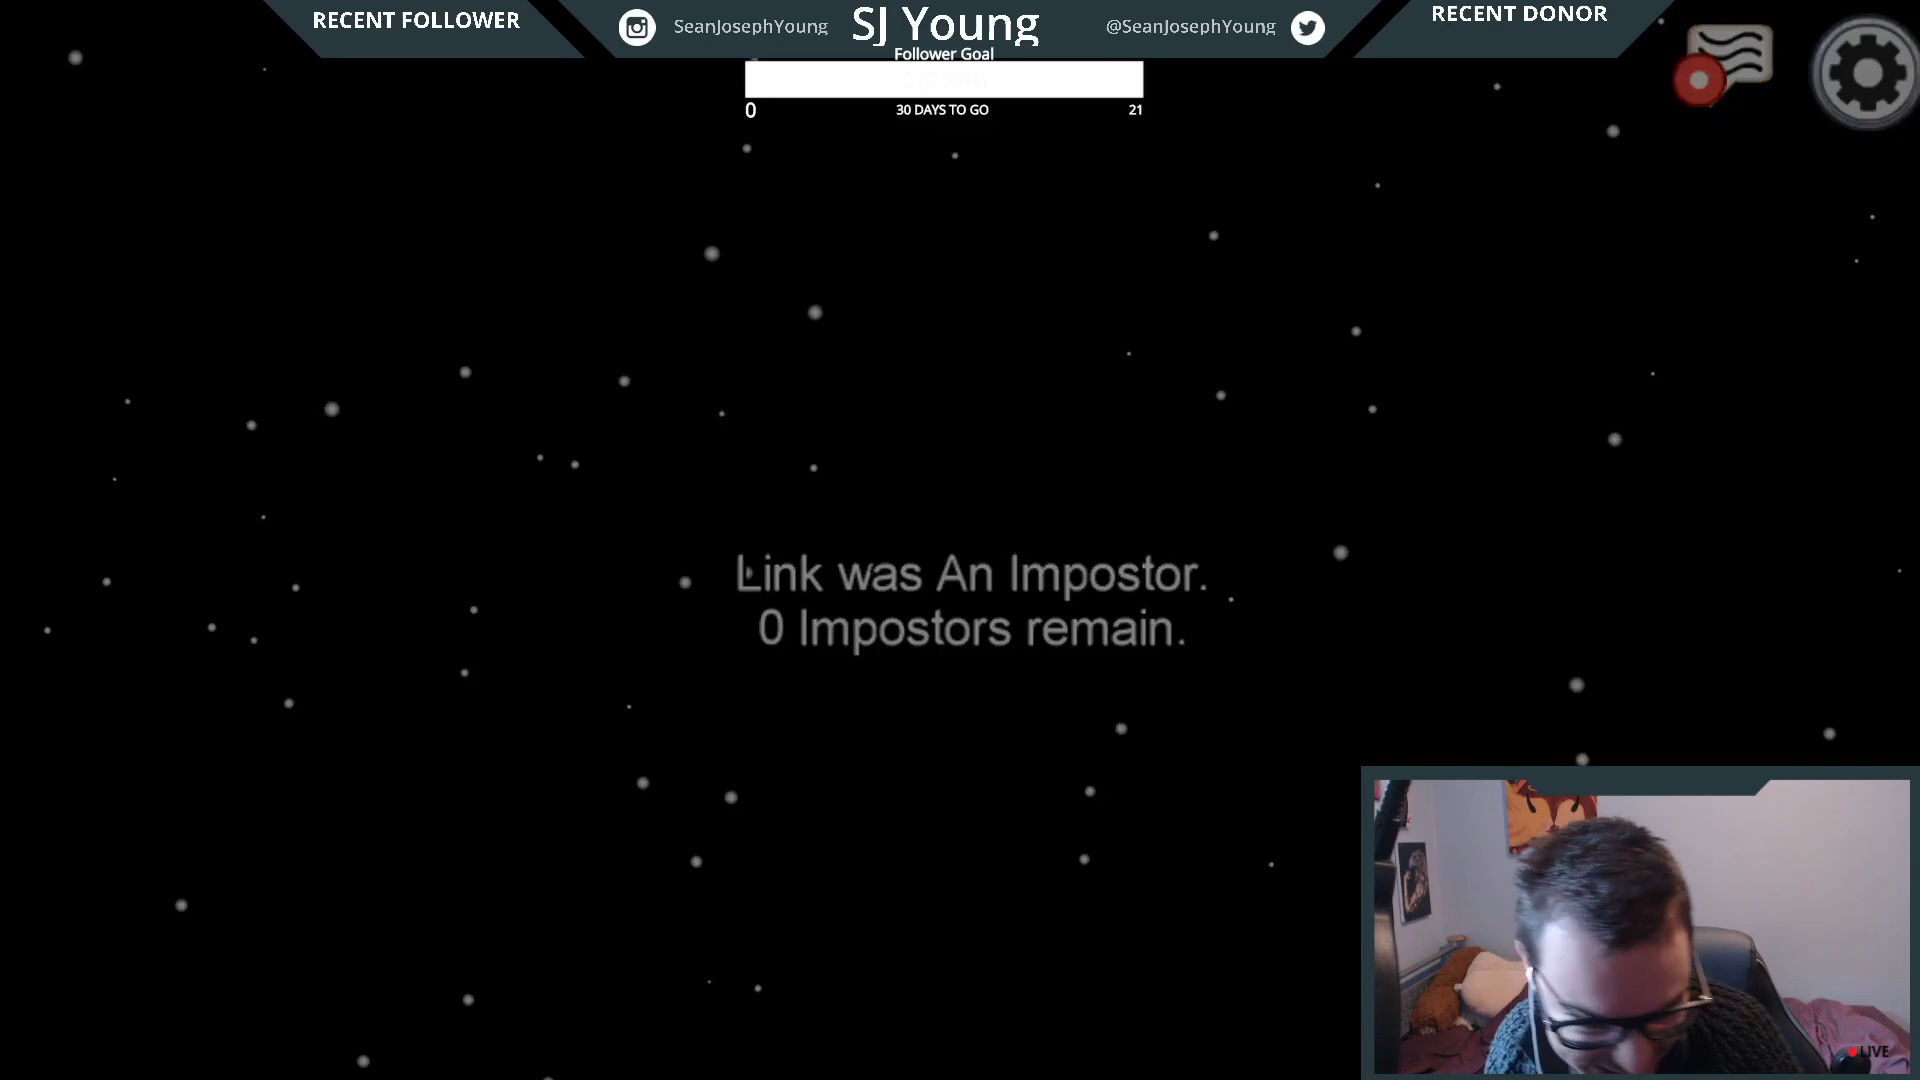 RECENT FOLLOWER
SeanJosephYoung
SJ Young
@SeanJosephYoung
RECENT DONOR
Follower Goal
0
30 DAYS TO GO
21
Link was An Impostor.
0 Impostors remain.
LIVE